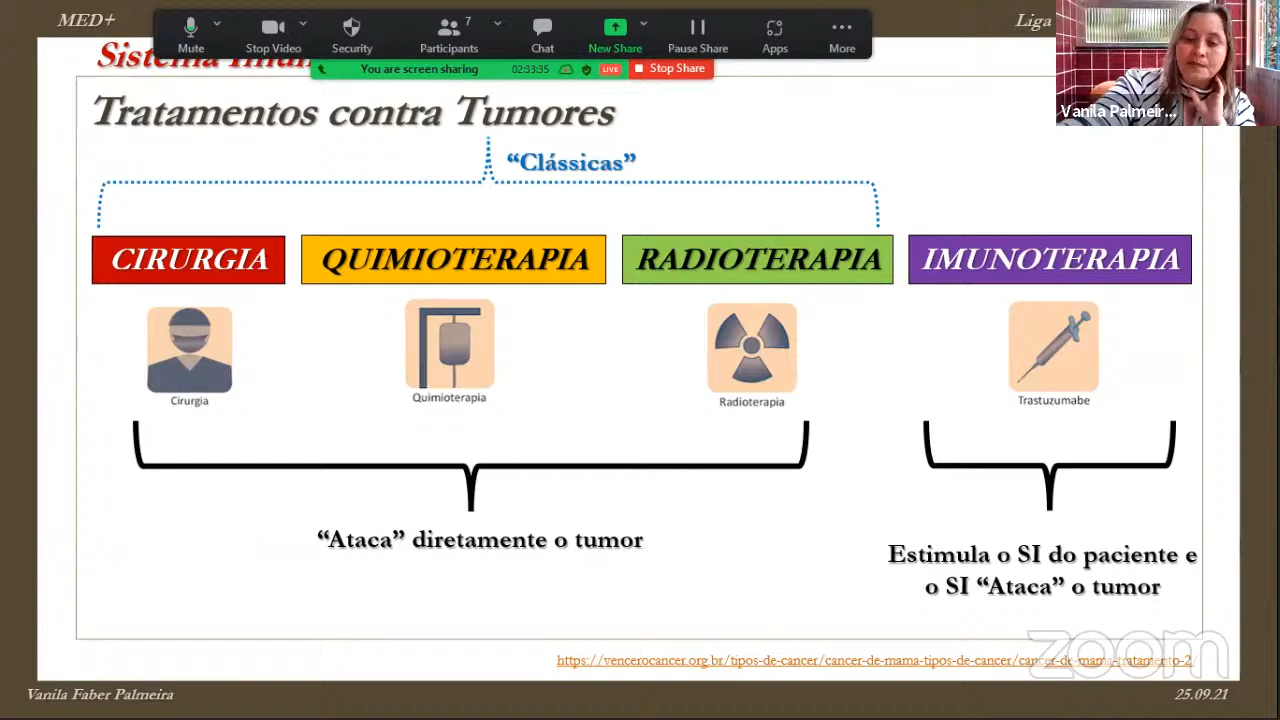 MED+
Liga
Mute
Stop Video
Security
Participants
7
Chat
New Share
Pause Share
Apps
More
You are screen sharing
02:33:35
LIVE
Stop Share
Vanila Palmeir...
Sistema
Tratamentos contra Tumores
“Clássicas”
CIRURGIA
QUIMIOTERAPIA
RADIOTERAPIA
IMUNOTERAPIA
Cirurgia
Quimioterapia
Radioterapia
Trastuzumabe
“Ataca” diretamente o tumor
Estimula o SI do paciente e
o SI “Ataca” o tumor
zoom
https://vencerocancer.org.br/tipos-de-cancer/cancer-de-mama-tipos-de-cancer/cancer-de-mama-tratamento-2/
Vanila Faber Palmeira
25.09.21